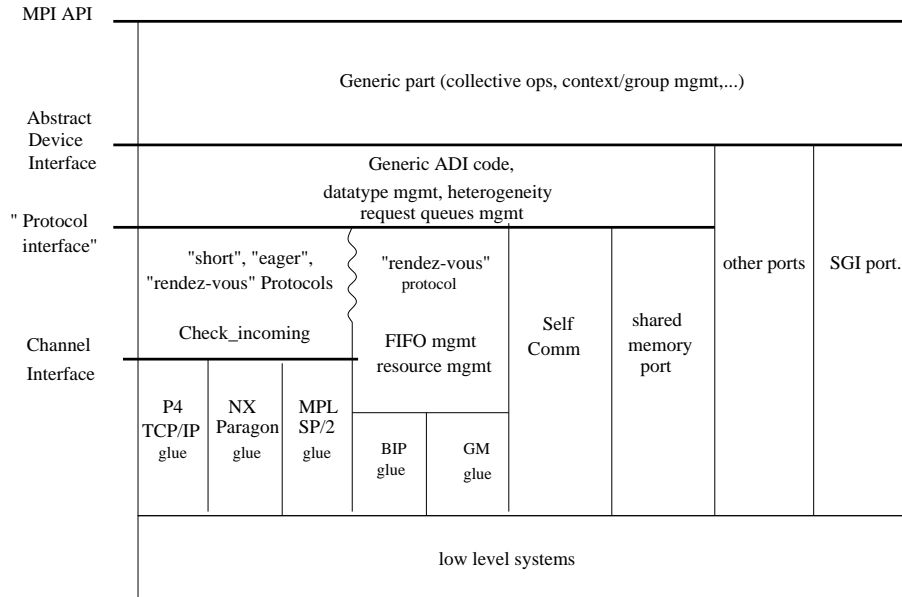 MPI API
Generic part (collective ops, context/group mgmt,...)
Abstract
Device
Interface
Generic ADI code,
datatype mgmt, heterogeneity
request queues mgmt
" Protocol
interface"
"short", "eager",
"rendez-vous" Protocols
Check_incoming
"rendez-vous"
protocol
FIFO mgmt
resource mgmt
Self
Comm
shared
memory
port
other ports
SGI port.
Channel
Interface
P4
TCP/IP
glue
NX
Paragon
glue
MPL
SP/2
glue
BIP
glue
GM
glue
low level systems